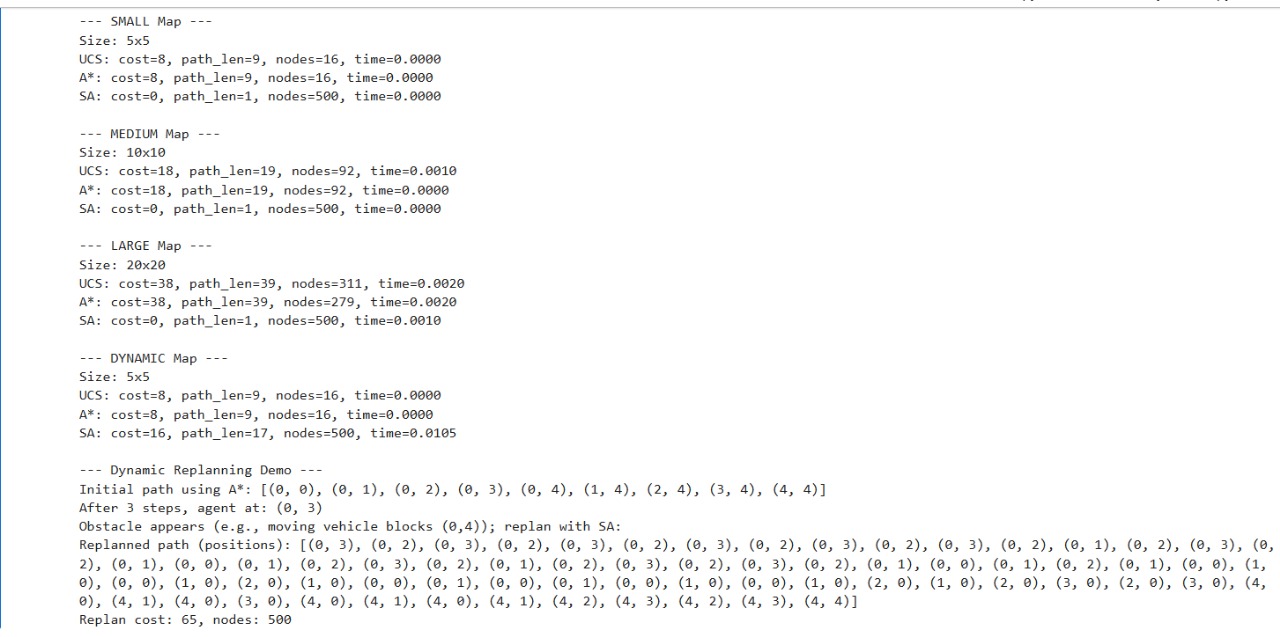 --- SMALL Map ---
Size: 5x5
UCS: cost=8, path_len=9, nodes=16, time=0.0000
A*: cost=8, path_len=9, nodes=16, time=0.0000
SA: cost=0, path_len=1, nodes=500, time=0.0000
--- MEDIUM Map ---
Size: 10x10
UCS: cost=18, path_len=19, nodes=92, time=0.0010
A*: cost=18, path_len=19, nodes=92, time=0.0000
SA: cost=0, path_len=1, nodes=500, time=0.0000
--- LARGE Map ---
Size: 20x20
UCS: cost=38, path_len=39, nodes=311, time=0.0020
A*: cost=38, path_len=39, nodes=279, time=0.0020
SA: cost=0, path_len=1, nodes=500, time=0.0010
--- DYNAMIC Map ---
Size: 5x5
UCS: cost=8, path_len=9, nodes=16, time=0.0000
A*: cost=8, path_len=9, nodes=16, time=0.0000
SA: cost=16, path_len=17, nodes=500, time=0.0105
--- Dynamic Replanning Demo ---
Initial path using A*: [(0, 0), (0, 1), (0, 2), (0, 3), (0, 4), (1, 4), (2, 4), (3, 4), (4, 4)]
After 3 steps, agent at: (0, 3)
Obstacle appears (e.g., moving vehicle blocks (0,4)); replan with SA:
Replanned path (positions): [(0, 3), (0, 2), (0, 3), (0, 2), (0, 3), (0, 2), (0, 3), (0, 2), (0, 3), (0, 2), (0, 3), (0, 2), (0, 1), (0, 2), (0, 3), (0,
2), (0, 1), (0, 0), (0, 1), (0, 2), (0, 3), (0, 2), (0, 1), (0, 2), (0, 3), (0, 2), (0, 3), (0, 2), (0, 1), (0, 0), (0, 1), (0, 2), (0, 1), (0, 0), (1,
0), (0, 0), (1, 0), (2, 0), (1, 0), (0, 0), (0, 1), (0, 0), (0, 1), (0, 0), (1, 0), (0, 0), (1, 0), (2, 0), (1, 0), (2, 0), (3, 0), (2, 0), (3, 0), (4,
0), (4, 1), (4, 0), (3, 0), (4, 0), (4, 1), (4, 0), (4, 1), (4, 2), (4, 3), (4, 2), (4, 3), (4, 4)]
Replan cost: 65, nodes: 500